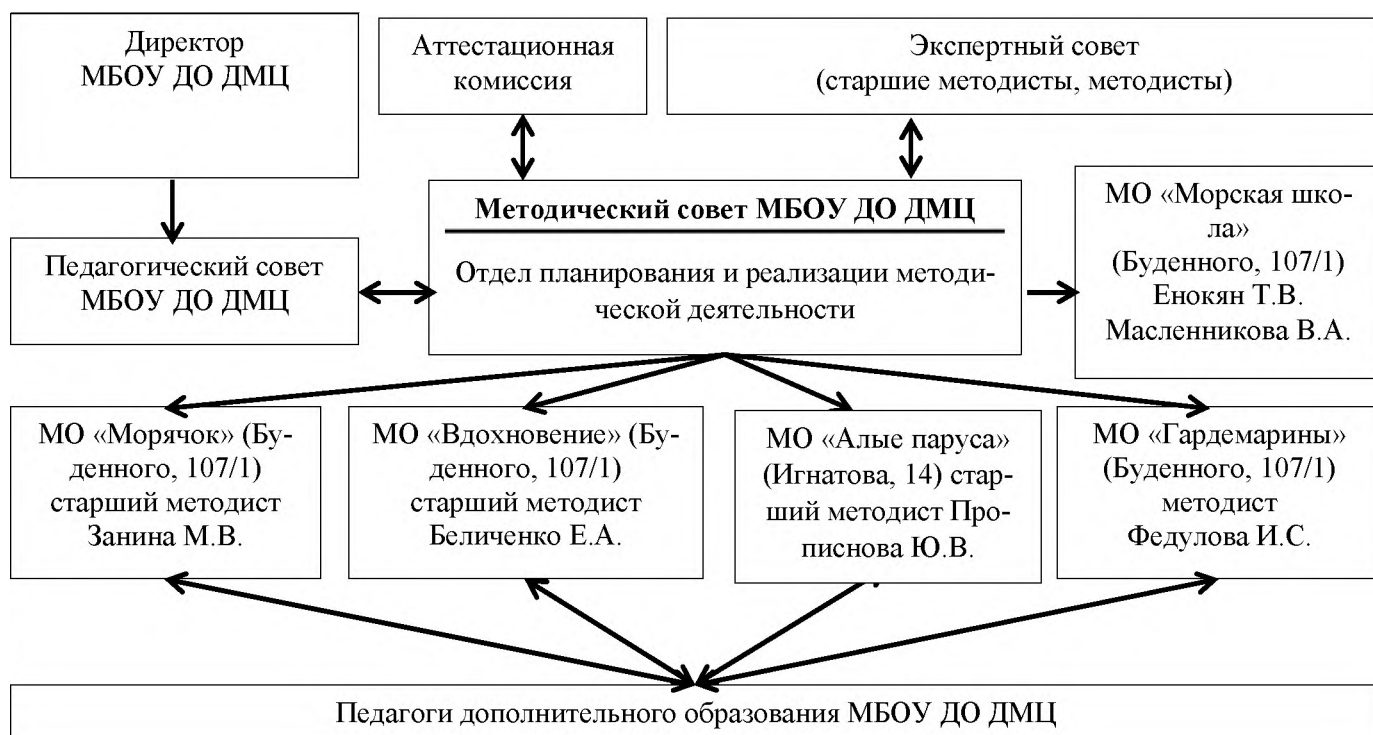 Директор
МБОУ ДО ДМЦ
Аттестационная
комиссия
Экспертный совет
(старшие методисты, методисты)
Педагогический совет
МБОУ ДО ДМЦ
Методический совет МБОУ ДО ДМЦ
Отдел планирования и реализации методи-
ческой деятельности
МО «Морская шко-
ла»
(Буденного, 107/1)
Енокян Т.В.
Масленникова В.А.
МО «Морячок» (Бу-
денного, 107/1)
старший методист
Занина М.В.
МО «Вдохновение» (Бу-
денного, 107/1)
старший методист
Беличенко Е.А.
МО «Алые паруса»
(Игнатова, 14) стар-
ший методист Про-
писнова Ю.В.
МО «Гардемарины»
(Буденного, 107/1)
методист
Федулова И.С.
Педагоги дополнительного образования МБОУ ДО ДМЦ